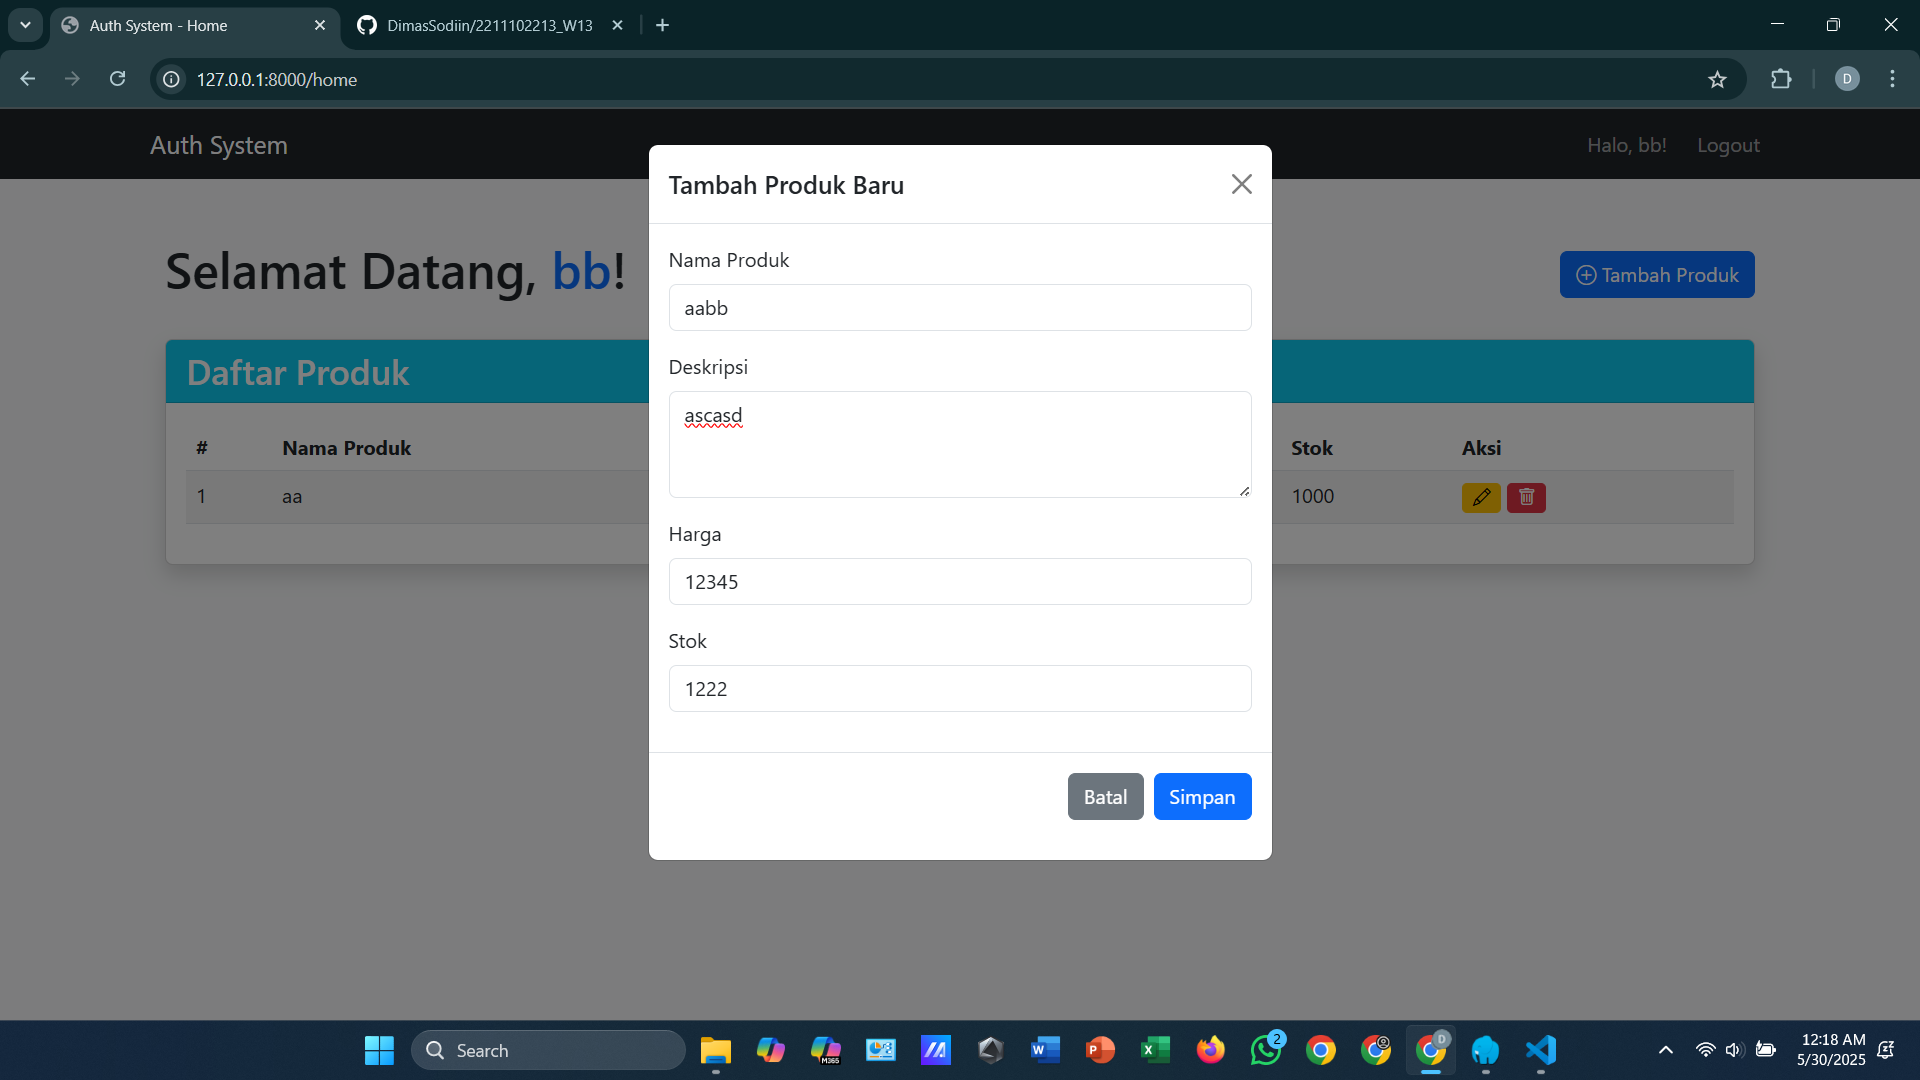 Auth System - Home
DimasSodiin/2211102213_W13
127.0.0.1:8000/home
D
Auth System
Halo, bb!
Logout
Selamat Datang, bb!
Tambah Produk
Daftar Produk
# Nama Produk Stok Aksi
1 aa 1000
Tambah Produk Baru
Nama Produk
aabb
Deskripsi
ascasd
Harga
12345
Stok
1222
Batal
Simpan
Search
M365
W
P
X
2
D
12:18 AM
5/30/2025